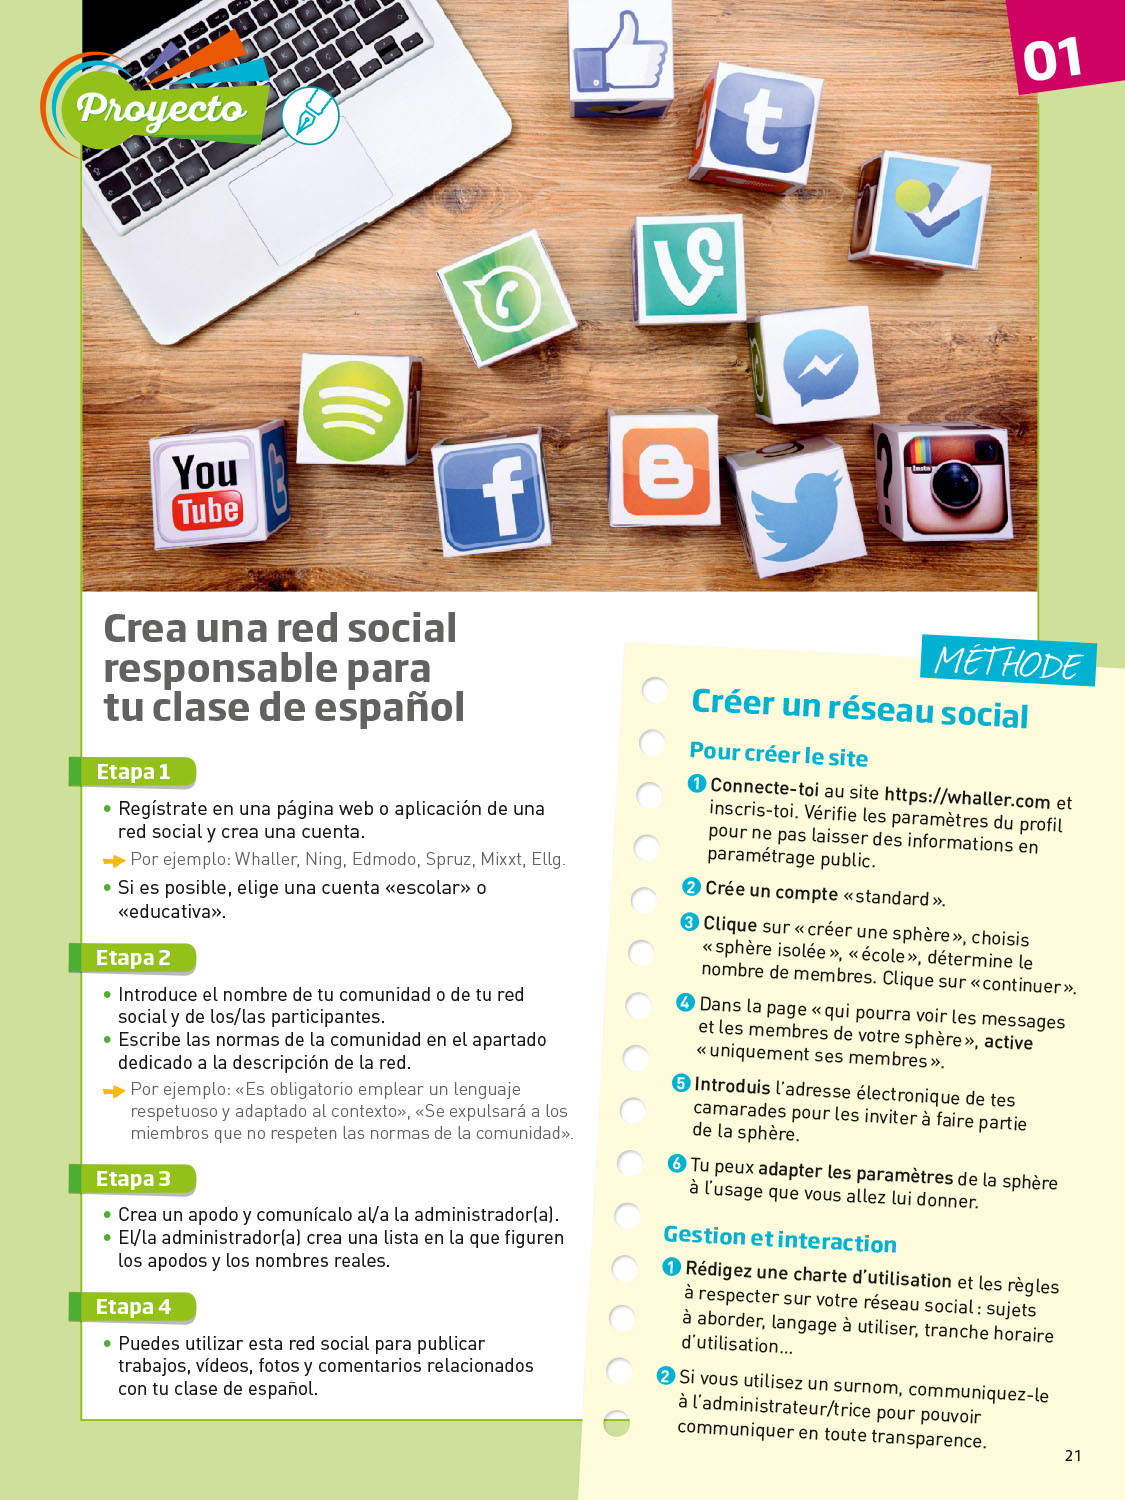 Proyecto
01
You
Tube
Insta
Crea una red social
responsable para
tu clase de español
Etapa 1
• Regístrate en una página web o aplicación de una
red social y crea una cuenta.
Por ejemplo: Whaller, Ning, Edmodo, Spruz, Mixxt, Ellg.
• Si es posible, elige una cuenta «escolar» o
«educativa».
Etapa 2
• Introduce el nombre de tu comunidad o de tu red
social y de los/las participantes.
• Escribe las normas de la comunidad en el apartado
dedicado a la descripción de la red.
Por ejemplo: «Es obligatorio emplear un lenguaje
respetuoso y adaptado al contexto», «Se expulsará a los
miembros que no respeten las normas de la comunidad».
Etapa 3
• Crea un apodo y comunícalo al/a la administrador(a).
• El/la administrador(a) crea una lista en la que figuren
los apodos y los nombres reales.
Etapa 4
• Puedes utilizar esta red social para publicar
trabajos, vídeos, fotos y comentarios relacionados
con tu clase de español.
MÉTHODE
Créer un réseau social
Pour créer le site
1 Connecte-toi au site https://whaller.com et
inscris-toi. Vérifie les paramètres du profil
pour ne pas laisser des informations en
paramétrage public.
2 Crée un compte « standard ».
3 Clique sur « créer une sphère », choisis
« sphère isolée », « école », détermine le
nombre de membres. Clique sur « continuer ».
4 Dans la page « qui pourra voir les messages
et les membres de votre sphère », active
« uniquement ses membres ».
5 Introduis l'adresse électronique de tes
camarades pour les inviter à faire partie
de la sphère.
6 Tu peux adapter les paramètres de la sphère
à l'usage que vous allez lui donner.
Gestion et interaction
1 Rédigez une charte d'utilisation et les règles
à respecter sur votre réseau social : sujets
à aborder, langage à utiliser, tranche horaire
d'utilisation...
2 Si vous utilisez un surnom, communiquez-le
à l'administrateur/trice pour pouvoir
communiquer en toute transparence.
21